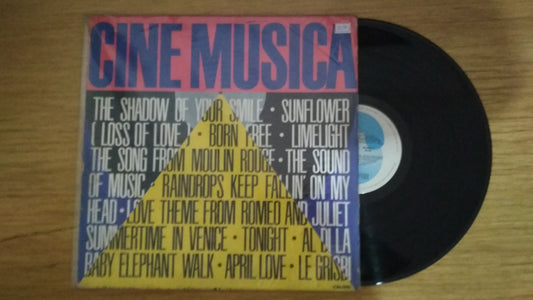 CINE MUSICA
THE SHADOW OF YOUR SMILE • SUNFLOWER
( LOSS OF LOVE ) • BORN FREE • LIMELIGHT
THE SONG FROM MOULIN ROUGE • THE SOUND
OF MUSIC • RAINDROPS KEEP FALLIN' ON MY
HEAD • LOVE THEME FROM ROMEO AND JULIET
SUMMERTIME IN VENICE • TONIGHT • AL DI LA
BABY ELEPHANT WALK • APRIL LOVE • LE GRISBI